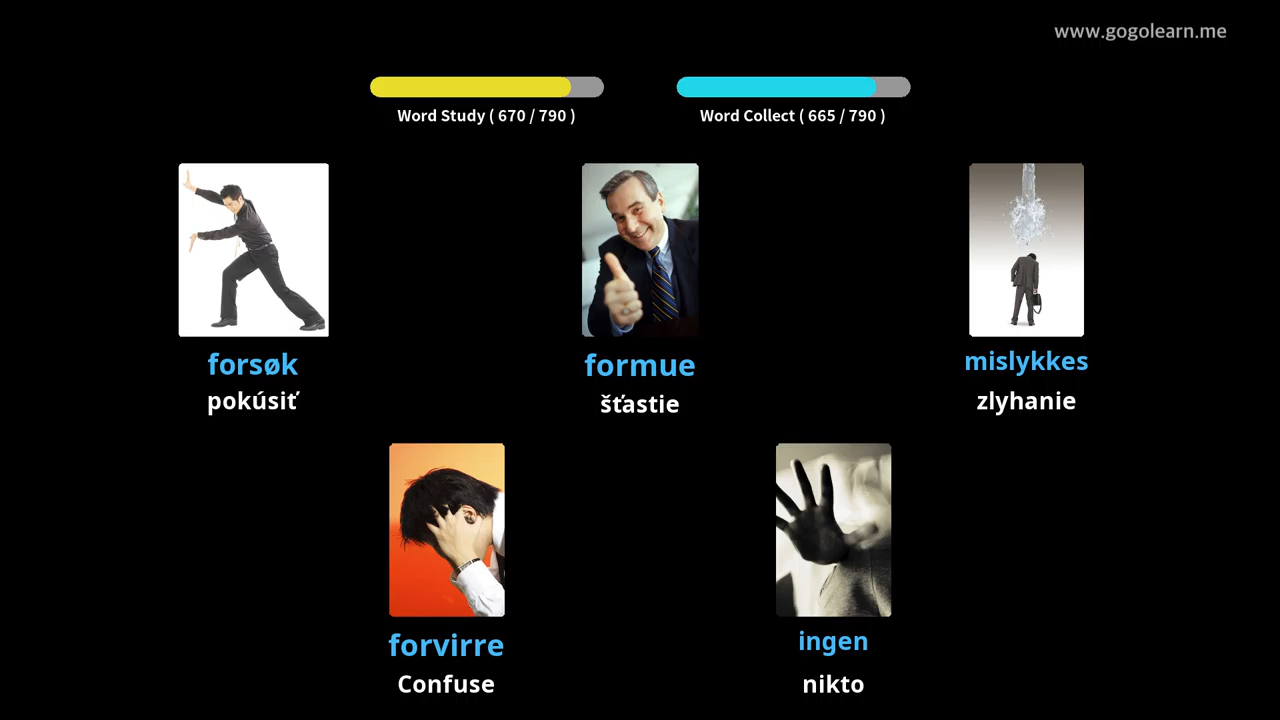 www.gogolearn.me
Word Study ( 670 / 790 )
Word Collect ( 665 / 790 )
forsøk
pokúsiť
formue
šťastie
mislykkes
zlyhanie
forvirre
Confuse
ingen
nikto